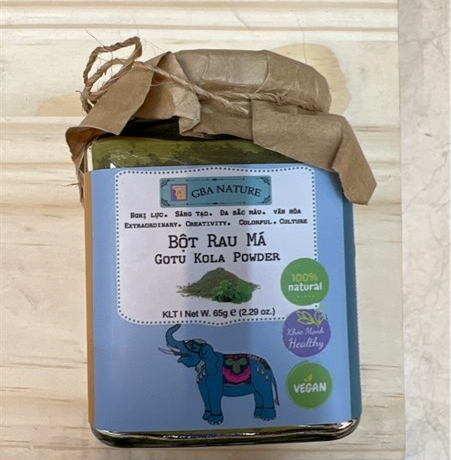 GBA NATURE
NGHỊ LỰC. SÁNG TẠO. ĐA SẮC MÀU. VĂN HÓA
EXTRAORDINARY. CREATIVITY. COLORFUL. CULTURE
BỘT RAU MÁ
GOTU KOLA POWDER
100%
natural
KLT | Net W. 65g ℮ (2.29 oz.)
Khỏe Mạnh
Healthy
VEGAN